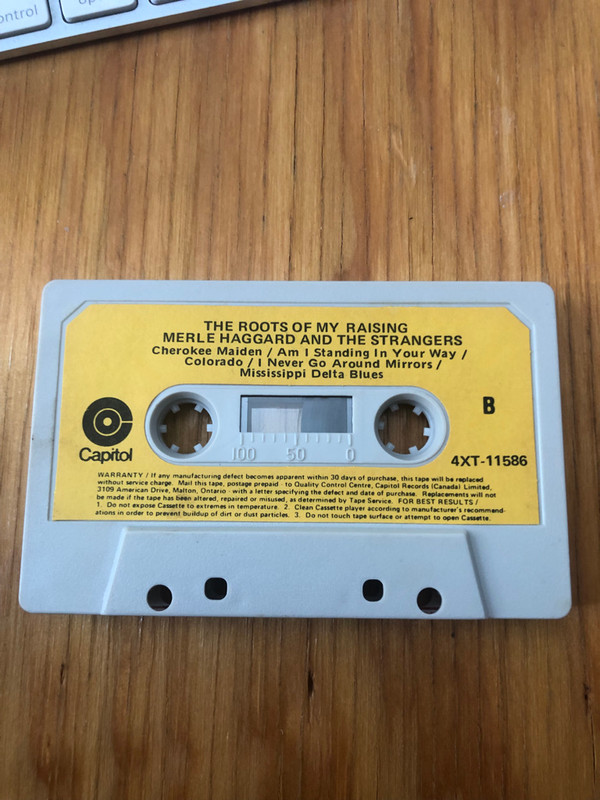 ontrol
op
THE ROOTS OF MY RAISING
MERLE HAGGARD AND THE STRANGERS
Cherokee Maiden / Am I Standing In Your Way /
Colorado / I Never Go Around Mirrors /
Mississippi Delta Blues
B
Capitol
100 50 0
4XT-11586
WARRANTY / If any manufacturing defect becomes apparent within 30 days of purchase, this tape will be replaced
without service charge. Mail this tape, postage prepaid - to Quality Control Centre, Capitol Records (Canada) Limited,
3109 American Drive, Malton, Ontario - with a letter specifying the defect and date of purchase. Replacements will not
be made if the tape has been altered, repaired or misused, as determined by Tape Service. FOR BEST RESULTS /
1. Do not expose Cassette to extremes in temperature. 2. Clean Cassette player according to manufacturer's recommend-
ations in order to prevent buildup of dirt or dust particles. 3. Do not touch tape surface or attempt to open Cassette.